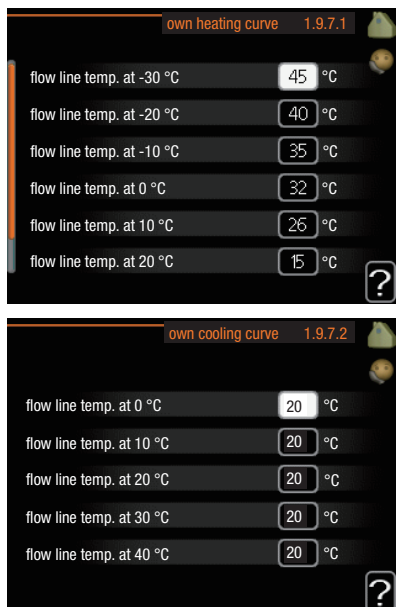 own heating curve 1.9.7.1
flow line temp. at -30 °C 45 °C
flow line temp. at -20 °C 40 °C
flow line temp. at -10 °C 35 °C
flow line temp. at 0 °C 32 °C
flow line temp. at 10 °C 26 °C
flow line temp. at 20 °C 15 °C
?
own cooling curve 1.9.7.2
flow line temp. at 0 °C 20 °C
flow line temp. at 10 °C 20 °C
flow line temp. at 20 °C 20 °C
flow line temp. at 30 °C 20 °C
flow line temp. at 40 °C 20 °C
?